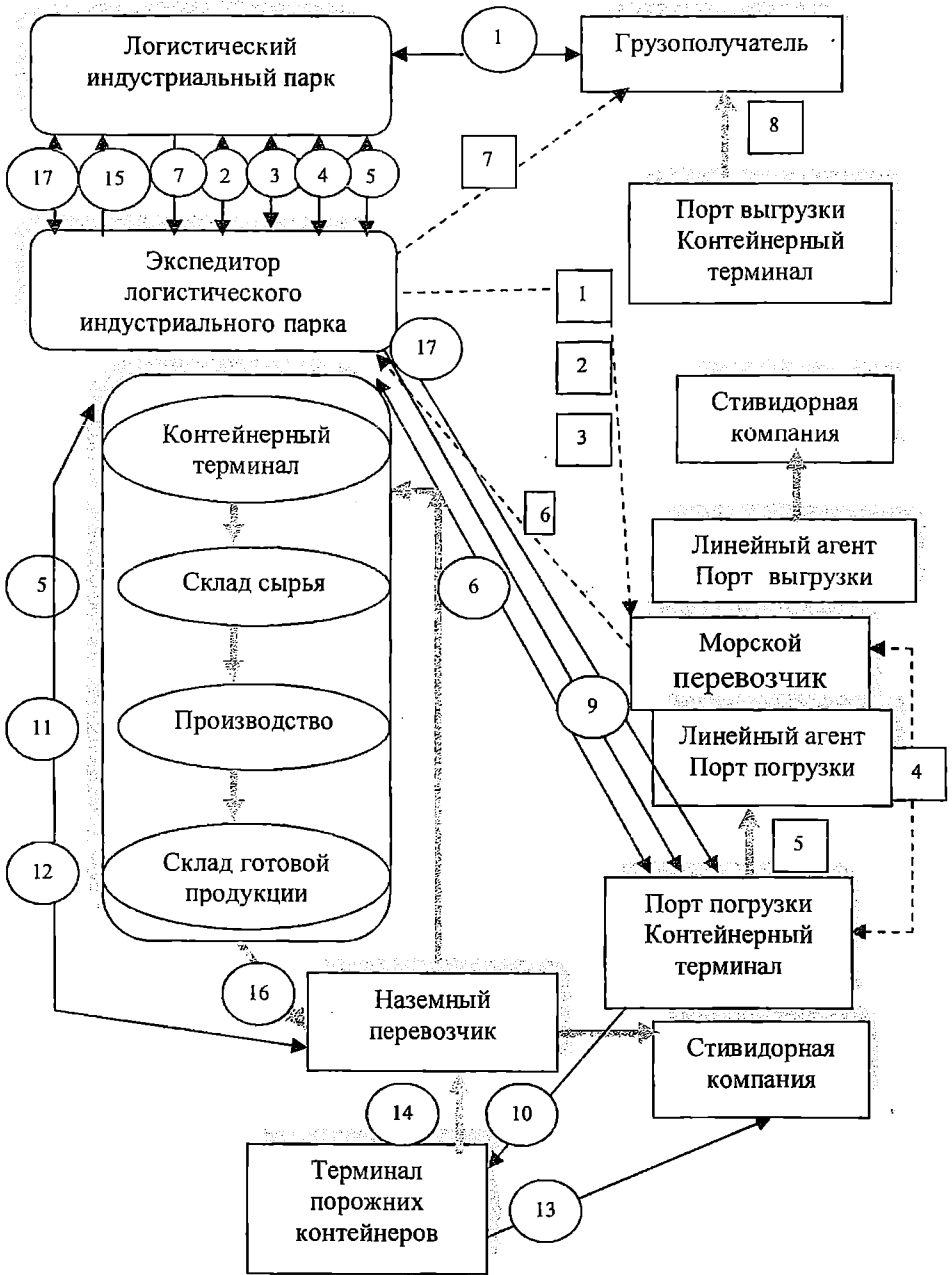 Логистический
индустриальный парк
1
Грузополучатель
8
7
17
15
7
2
3
4
5
Порт выгрузки
Контейнерный
терминал
Экспедитор
логистического
индустриального парка
1
17
2
3
Стивидорная
компания
Контейнерный
терминал
6
Линейный агент
Порт выгрузки
5
Склад сырья
6
Морской
перевозчик
11
Производство
9
Линейный агент
Порт погрузки
4
12
Склад готовой
продукции
5
Порт погрузки
Контейнерный
терминал
16
Наземный
перевозчик
Стивидорная
компания
14
10
Терминал
порожних
контейнеров
13